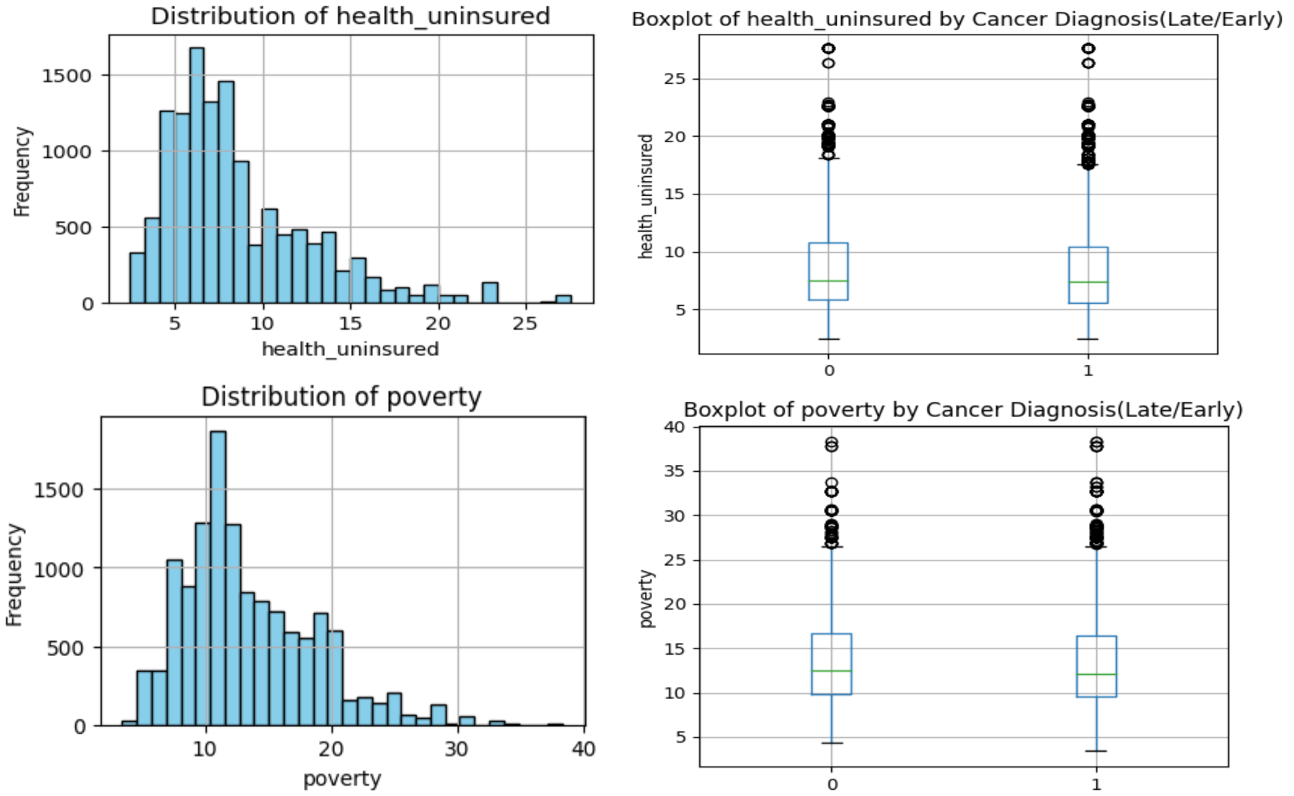 Distribution of health_uninsured
Frequency
1500
1000
500
0
5 10 15 20 25
health_uninsured
Boxplot of health_uninsured by Cancer Diagnosis(Late/Early)
health_uninsured
25
20
15
10
5
0 1
Distribution of poverty
Frequency
1500
1000
500
0
10 20 30 40
poverty
Boxplot of poverty by Cancer Diagnosis(Late/Early)
poverty
40
35
30
25
20
15
10
5
0 1